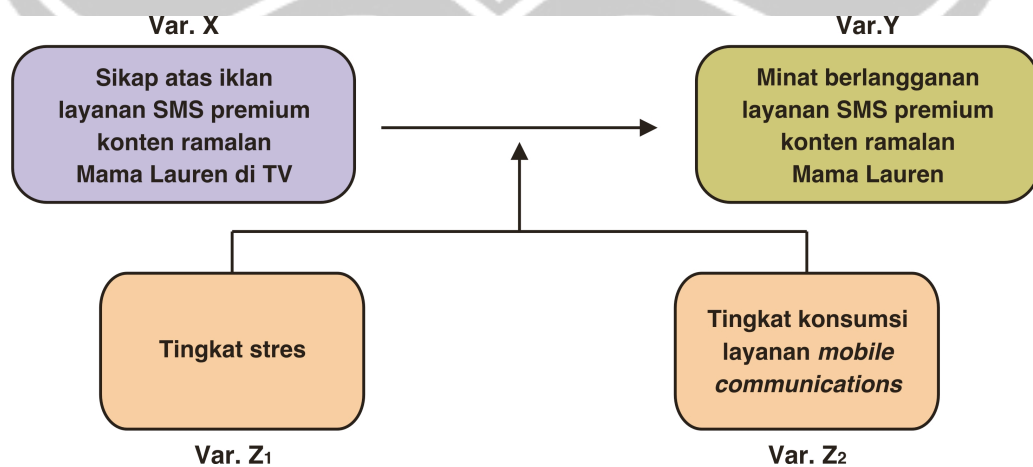 Var. X
Sikap atas iklan
layanan SMS premium
konten ramalan
Mama Lauren di TV
Var.Y
Minat berlangganan
layanan SMS premium
konten ramalan
Mama Lauren
Tingkat stres
Var. Z1
Tingkat konsumsi
layanan mobile
communications
Var. Z2